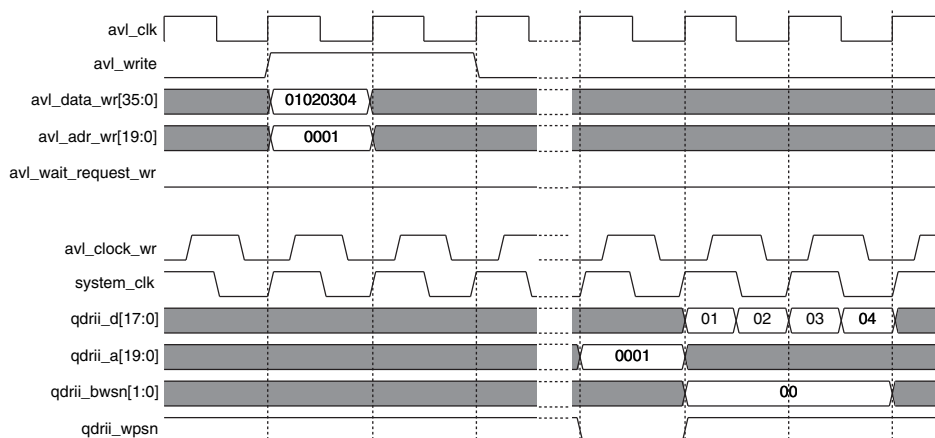 avl_clk
avl_write
avl_data_wr[35:0] 01020304
avl_adr_wr[19:0] 0001
avl_wait_request_wr
avl_clock_wr
system_clk
qdrii_d[17:0] 01 02 03 04
qdrii_a[19:0] 0001
qdrii_bwsn[1:0] 00
qdrii_wpsn